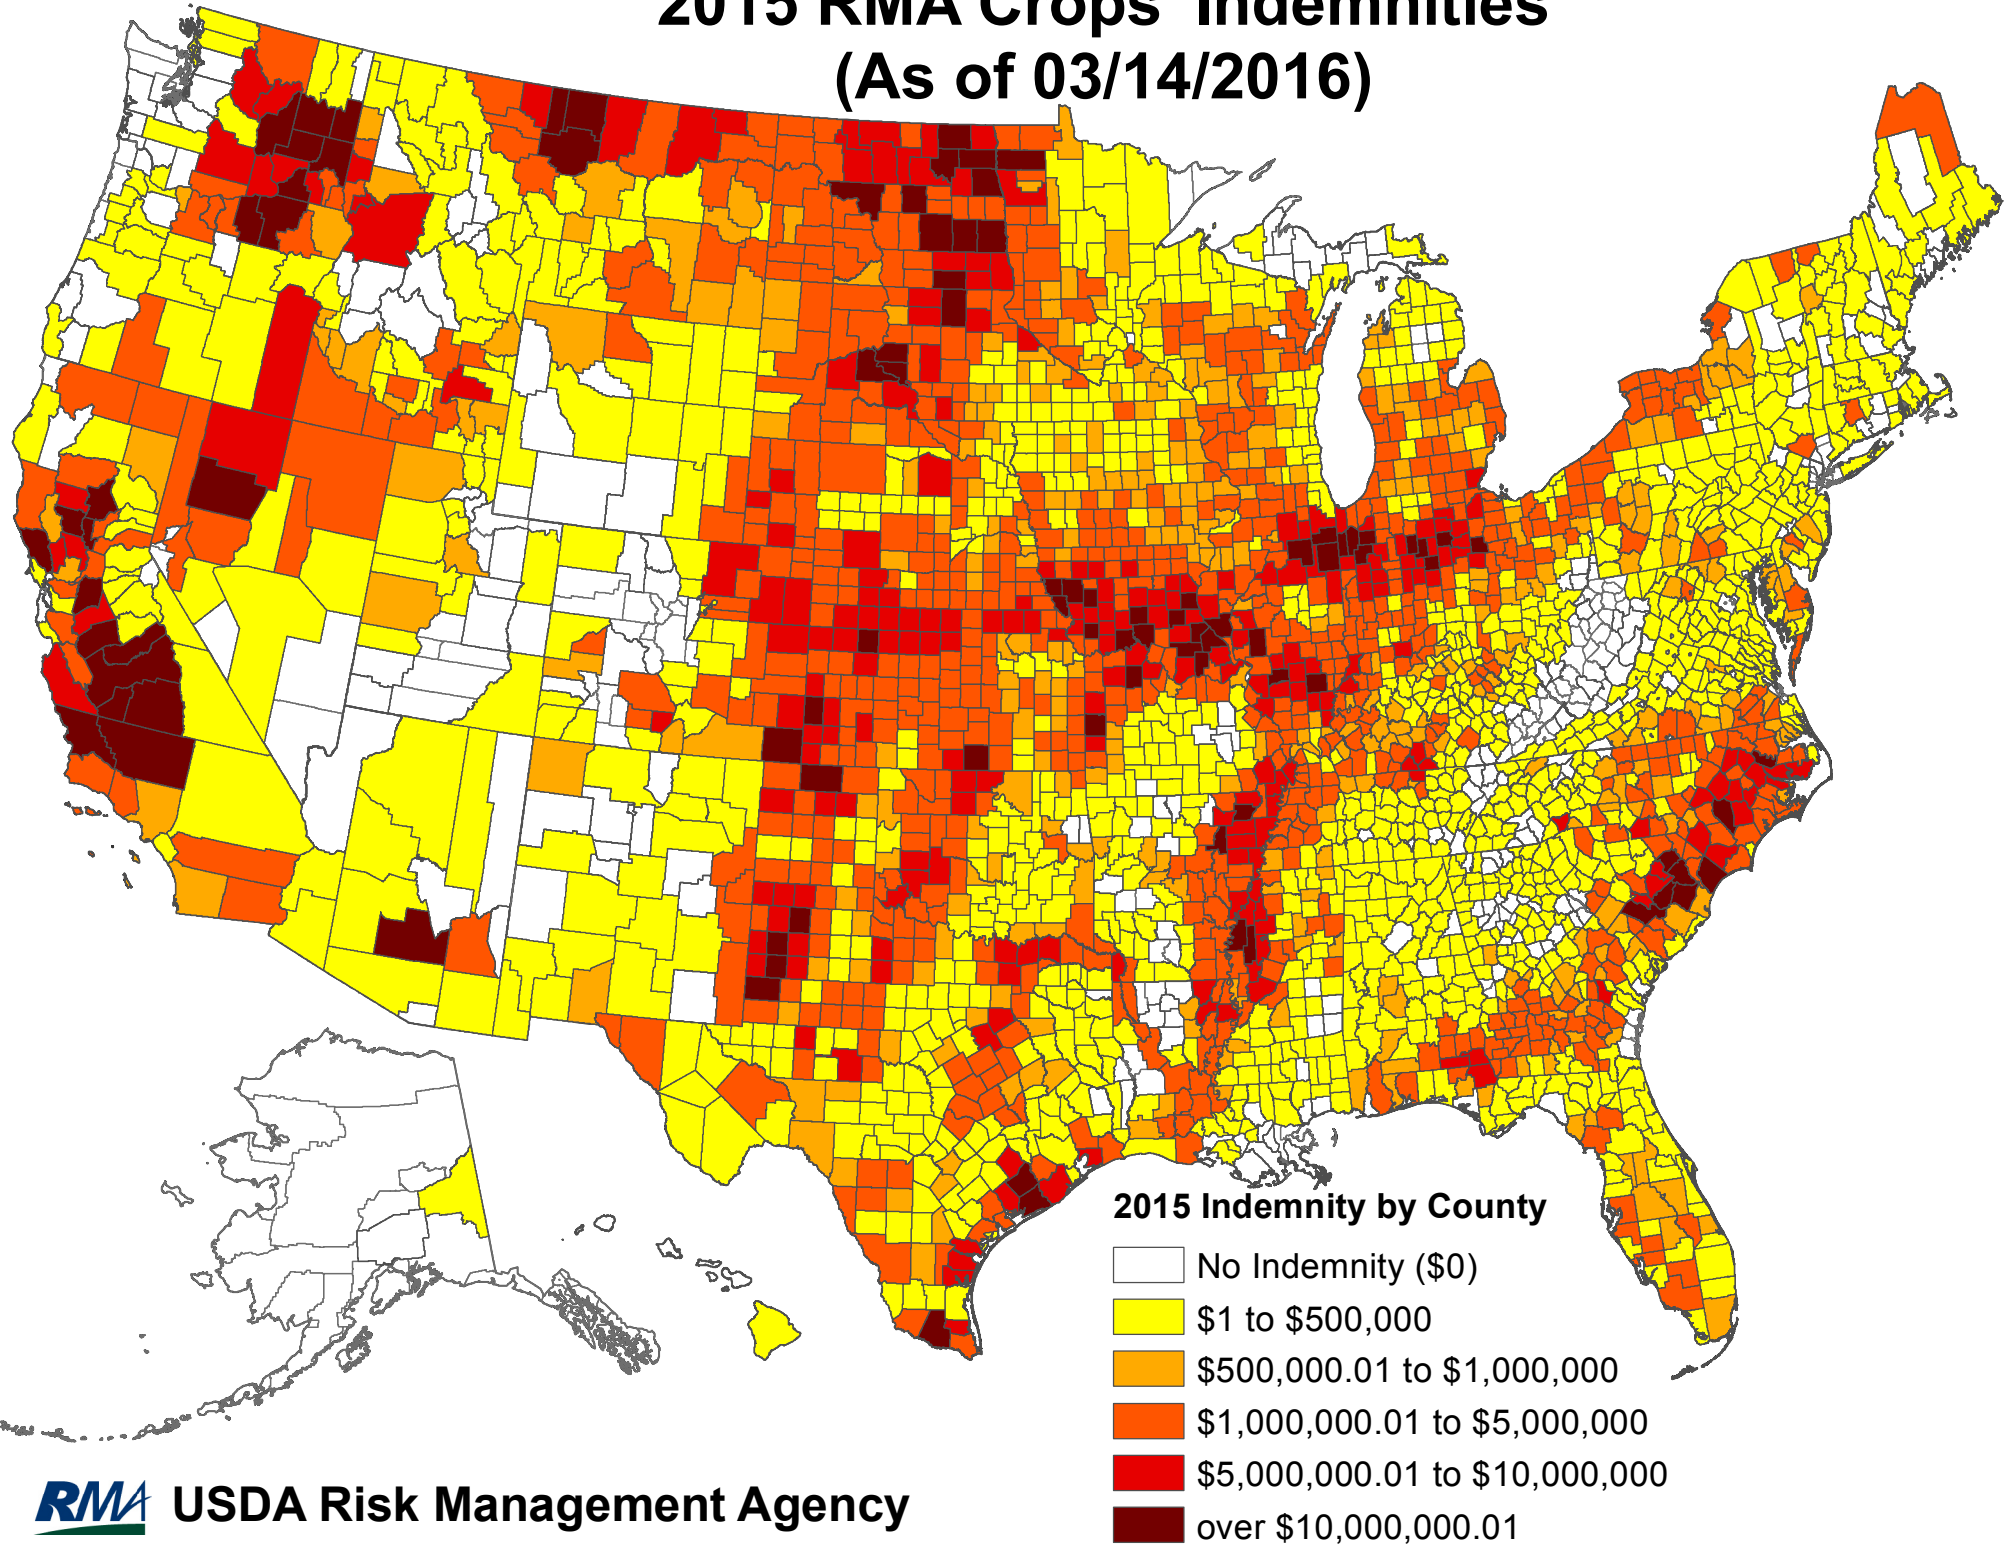 2015 RMA Crops' Indemnities
(As of 03/14/2016)
2015 Indemnity by County
No Indemnity ($0)
$1 to $500,000
$500,000.01 to $1,000,000
$1,000,000.01 to $5,000,000
$5,000,000.01 to $10,000,000
over $10,000,000.01
RMA USDA Risk Management Agency